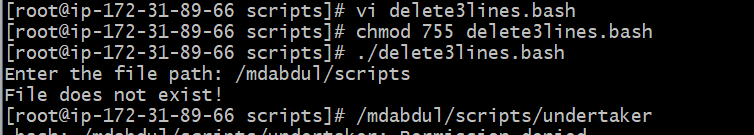 [root@ip-172-31-89-66 scripts]# vi delete3lines.bash
[root@ip-172-31-89-66 scripts]# chmod 755 delete3lines.bash
[root@ip-172-31-89-66 scripts]# ./delete3lines.bash
Enter the file path: /mdabdul/scripts
File does not exist!
[root@ip-172-31-89-66 scripts]# /mdabdul/scripts/undertaker
-bash: /mdabdul/scripts/undertaker: Permission denied